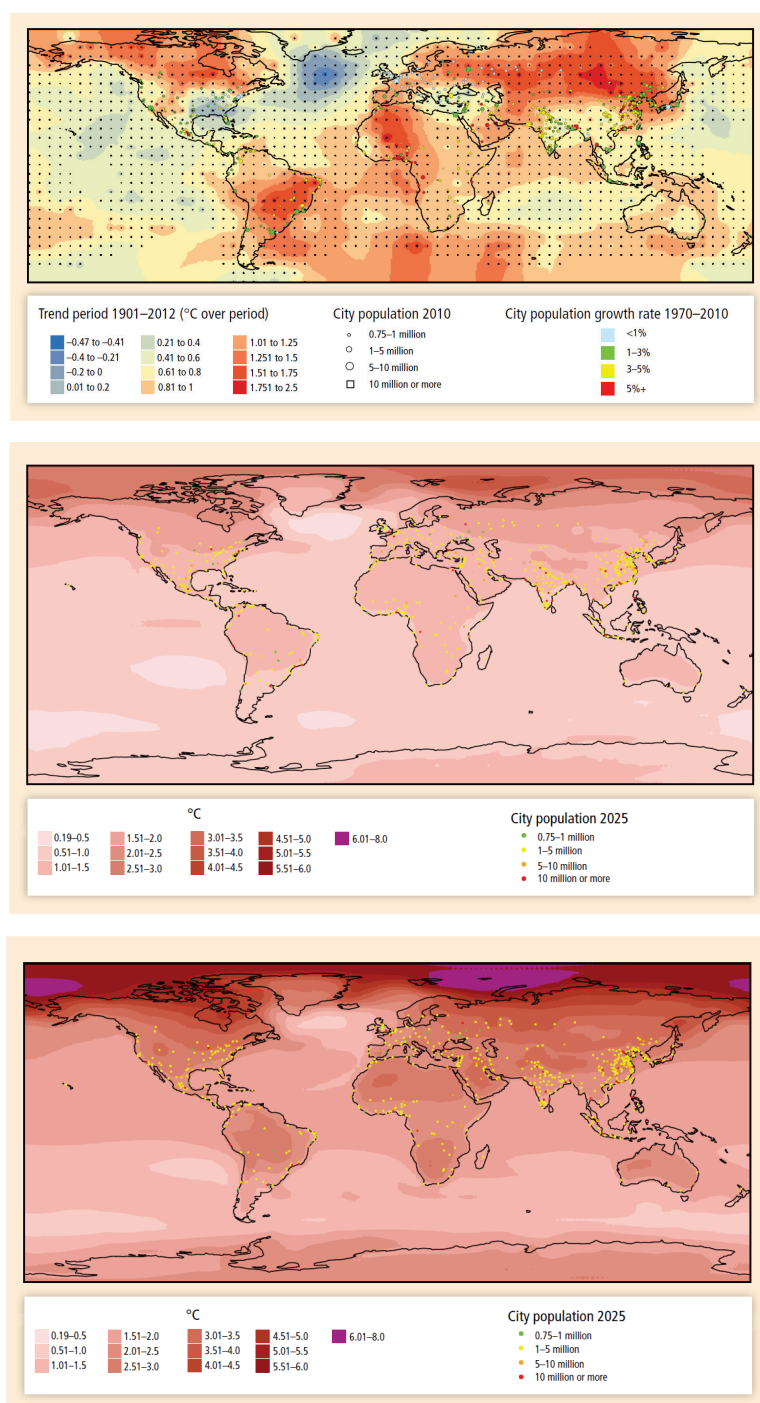 Trend period 1901–2012 (°C over period)
City population 2010
City population growth rate 1970–2010
–0.47 to –0.41
–0.4 to –0.21
–0.2 to 0
0.01 to 0.2
0.21 to 0.4
0.41 to 0.6
0.61 to 0.8
0.81 to 1
1.01 to 1.25
1.251 to 1.5
1.51 to 1.75
1.751 to 2.5
0.75–1 million
1–5 million
5–10 million
10 million or more
<1%
1–3%
3–5%
5%+
°C
0.19–0.5
0.51–1.0
1.01–1.5
1.51–2.0
2.01–2.5
2.51–3.0
3.01–3.5
3.51–4.0
4.01–4.5
4.51–5.0
5.01–5.5
5.51–6.0
6.01–8.0
City population 2025
0.75–1 million
1–5 million
5–10 million
10 million or more
°C
0.19–0.5
0.51–1.0
1.01–1.5
1.51–2.0
2.01–2.5
2.51–3.0
3.01–3.5
3.51–4.0
4.01–4.5
4.51–5.0
5.01–5.5
5.51–6.0
6.01–8.0
City population 2025
0.75–1 million
1–5 million
5–10 million
10 million or more